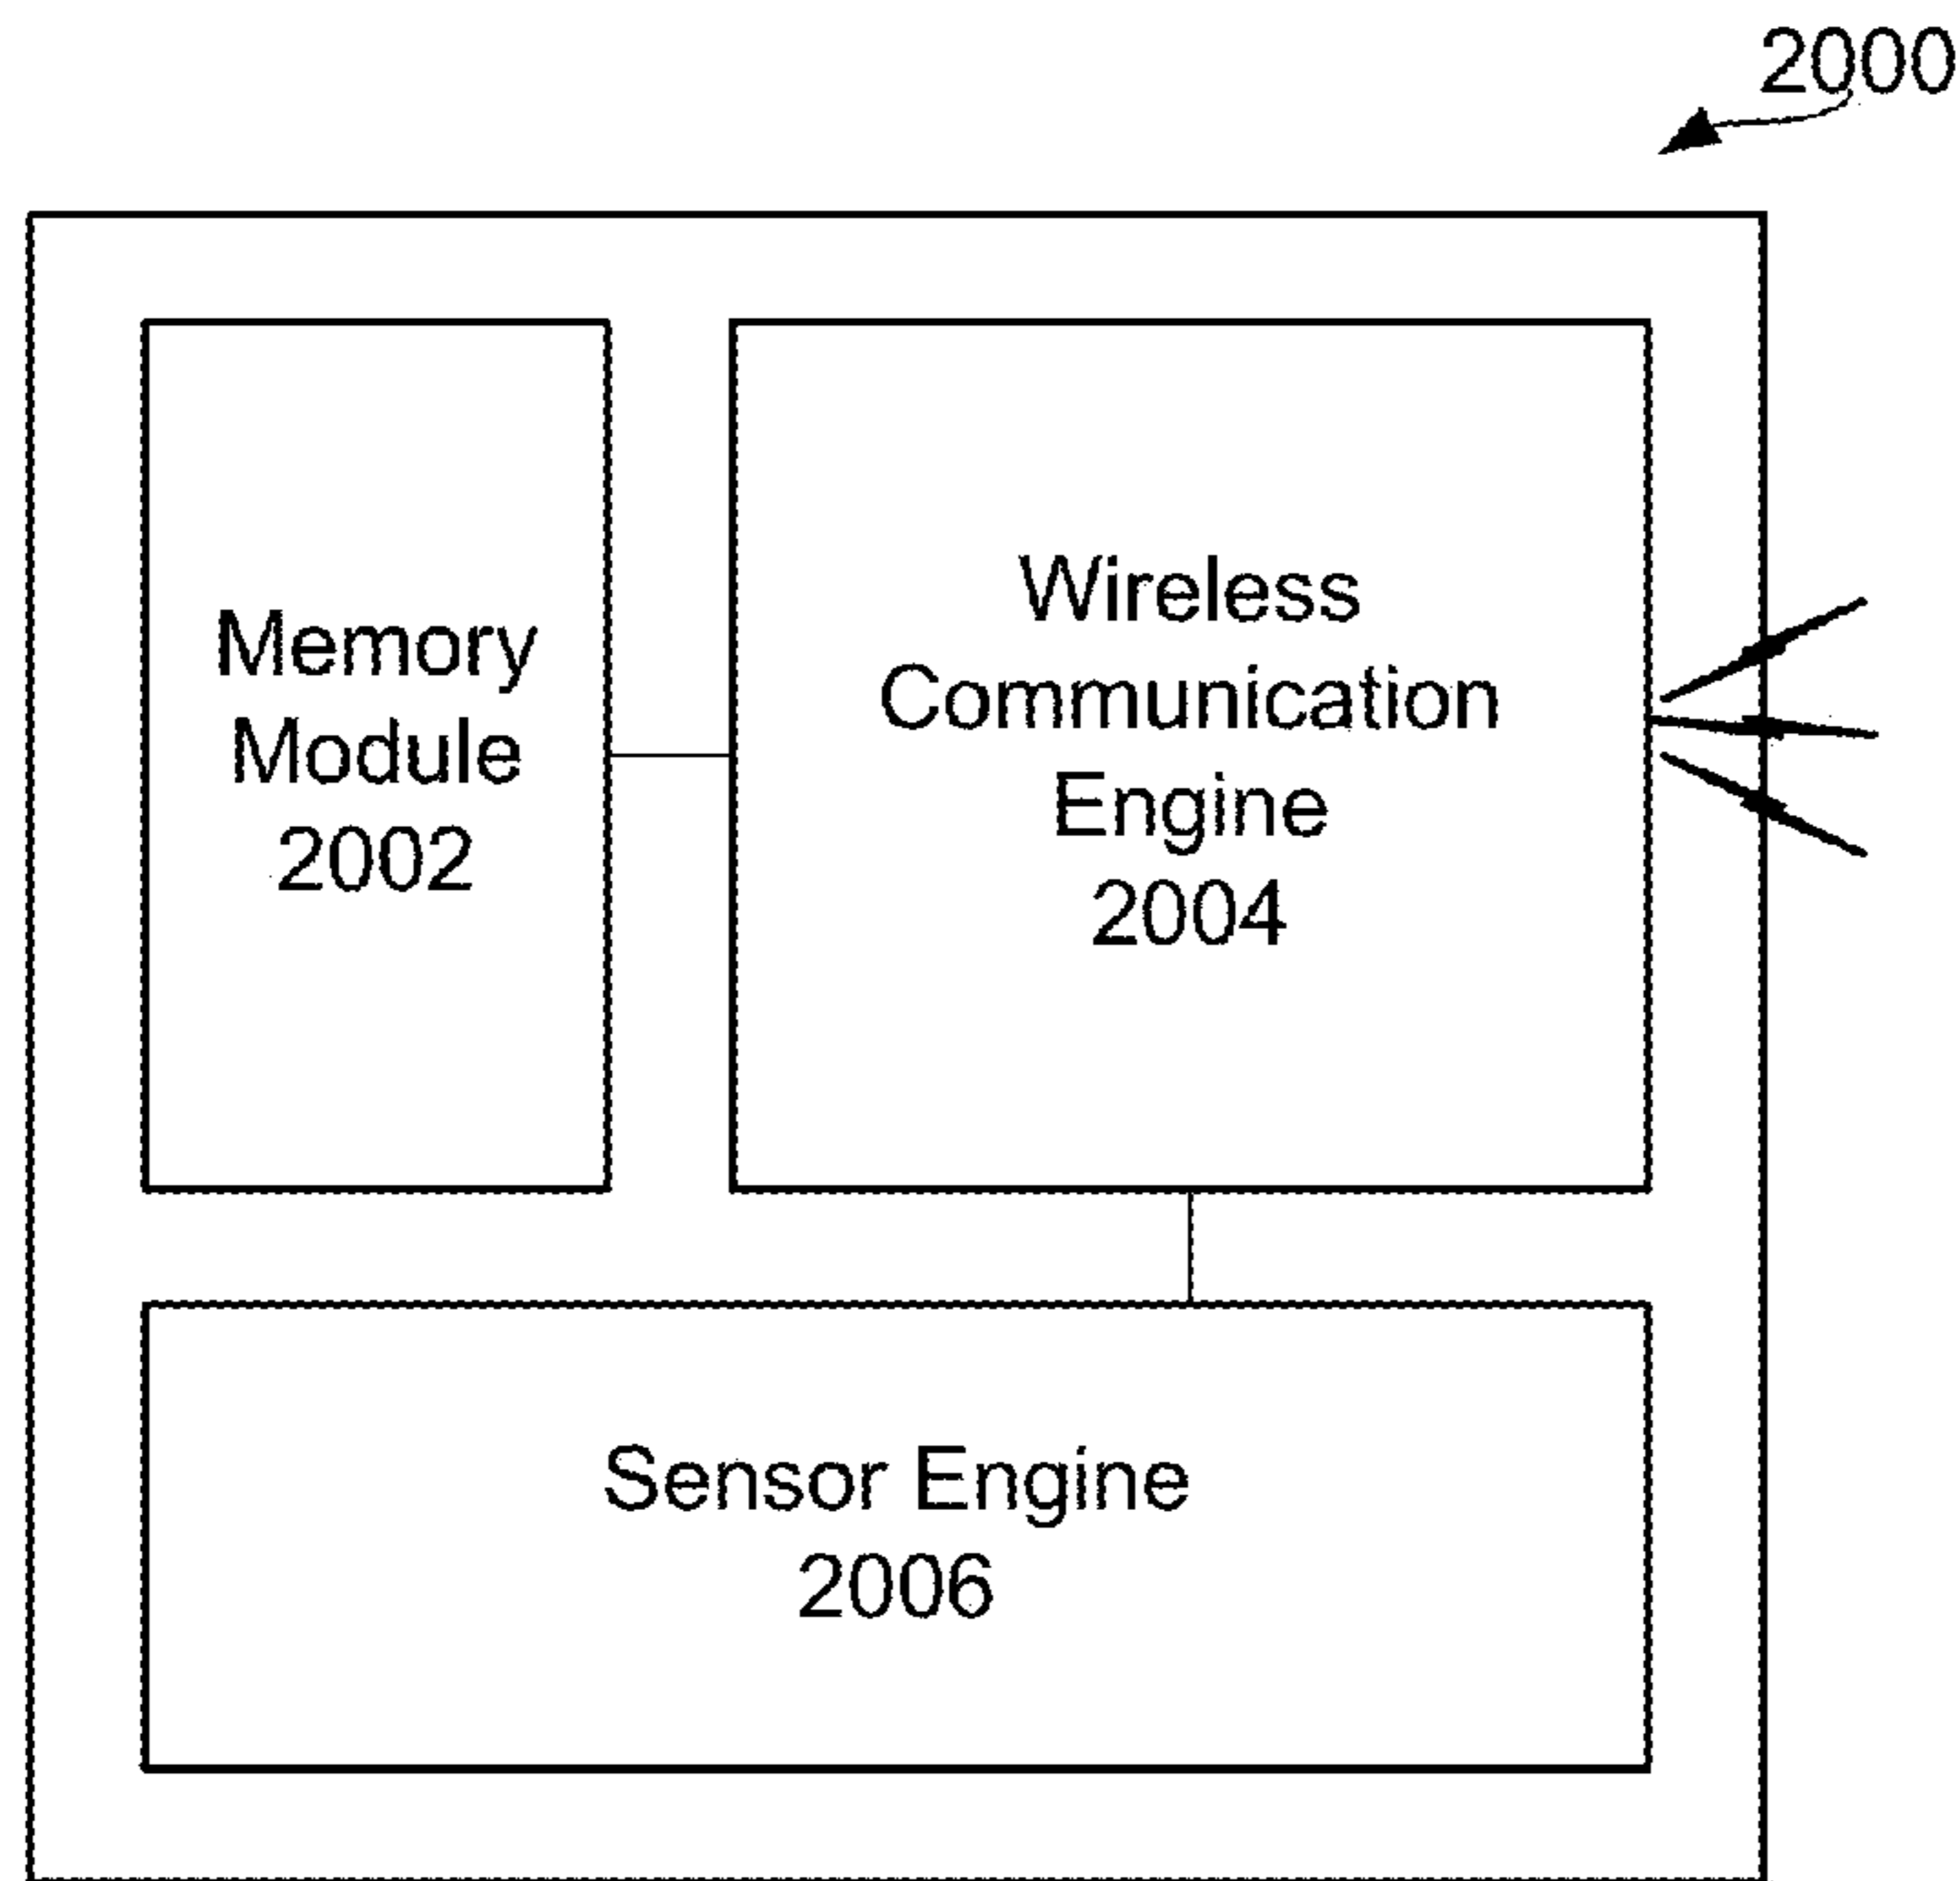 2000
Memory
Module
2002
Wireless
Communication
Engine
2004
Sensor Engine
2006